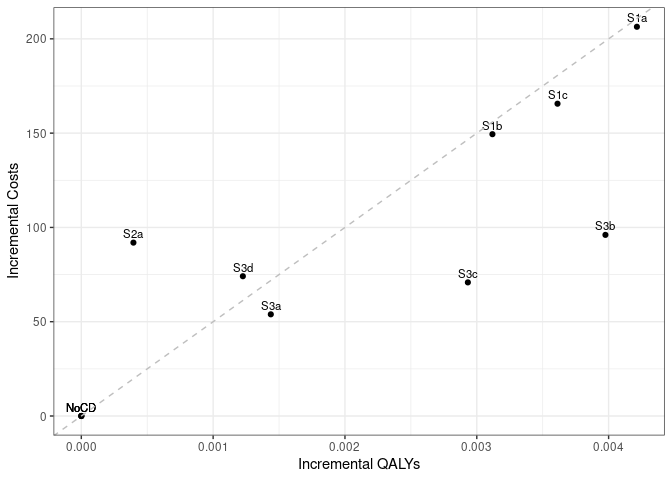 200
150
100
50
0
S1a
S1c
S1b
S3b
S2a
S3d
S3c
S3a
NoCD
0.000 0.001 0.002 0.003 0.004
Incremental QALYs
Incremental Costs